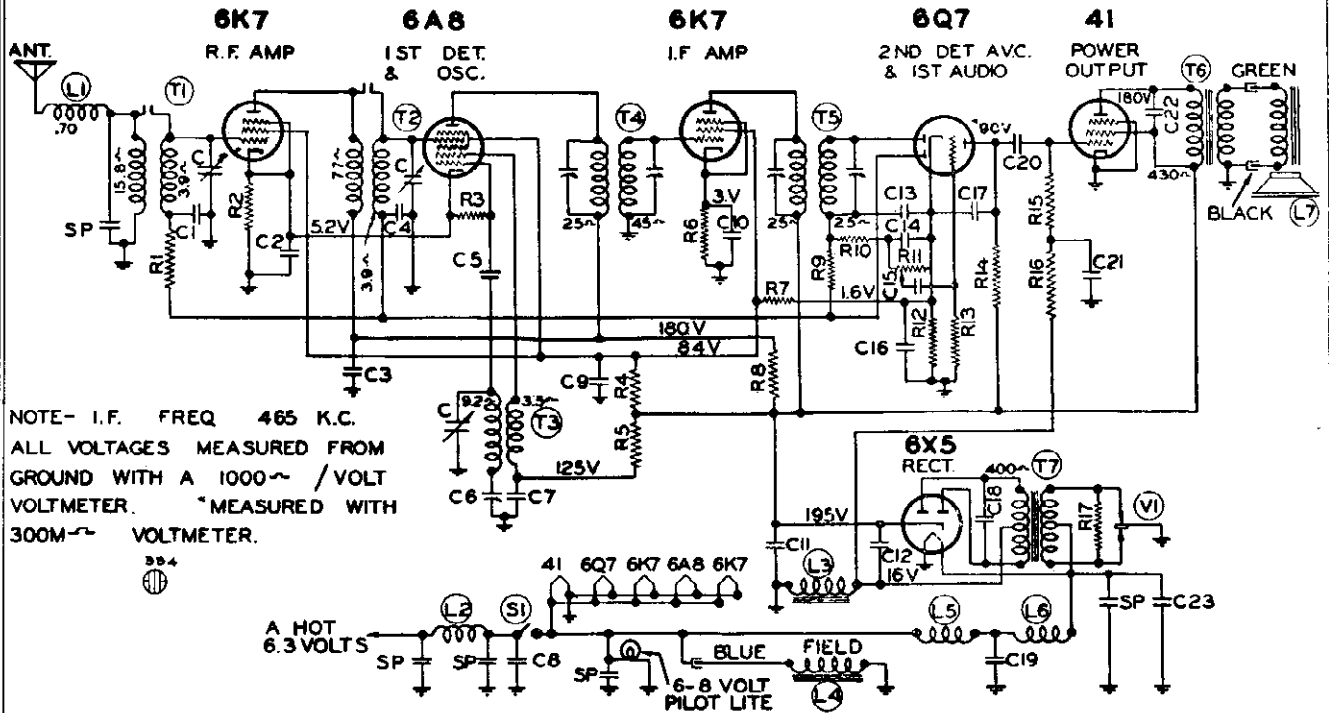 6K7 6A8 6K7 6Q7 41
R.F. AMP 1ST DET. I.F AMP 2ND DET A.V.C. POWER
& OSC. & 1ST AUDIO OUTPUT
ANT.
L1
.70
T1
15.8~
3.9~
C
SP
C1
R1
R2
C2
5.2V
77~
T2
C
3.9~
C4
R3
C5
T4
25~
45~
3.V
R6
C10
T5
25~
25~
C13
C14
R10
R11
R9
C15
R7
1.6V
C16
R12
R13
*90V
C17
C20
R14
R15
R16
C21
180V
C22
430~
T6
GREEN
BLACK
L7
180V
84V
C3
C9
R4
R8
R5
C
9.2~
3.5~
T3
125V
C6
C7
NOTE- I.F. FREQ 465 K.C.
ALL VOLTAGES MEASURED FROM
GROUND WITH A 1000~ /VOLT
VOLTMETER. *MEASURED WITH
300M~ VOLTMETER.
394
6X5
RECT.
400~
T7
C18
R17
V1
195V
C11
L3
C12
16V
41 6Q7 6K7 6A8 6K7
A HOT
6.3 VOLTS
L2
S1
SP
SP
C8
SP
6-8 VOLT
PILOT LITE
BLUE
FIELD
L4
L5
L6
C19
SP
C23